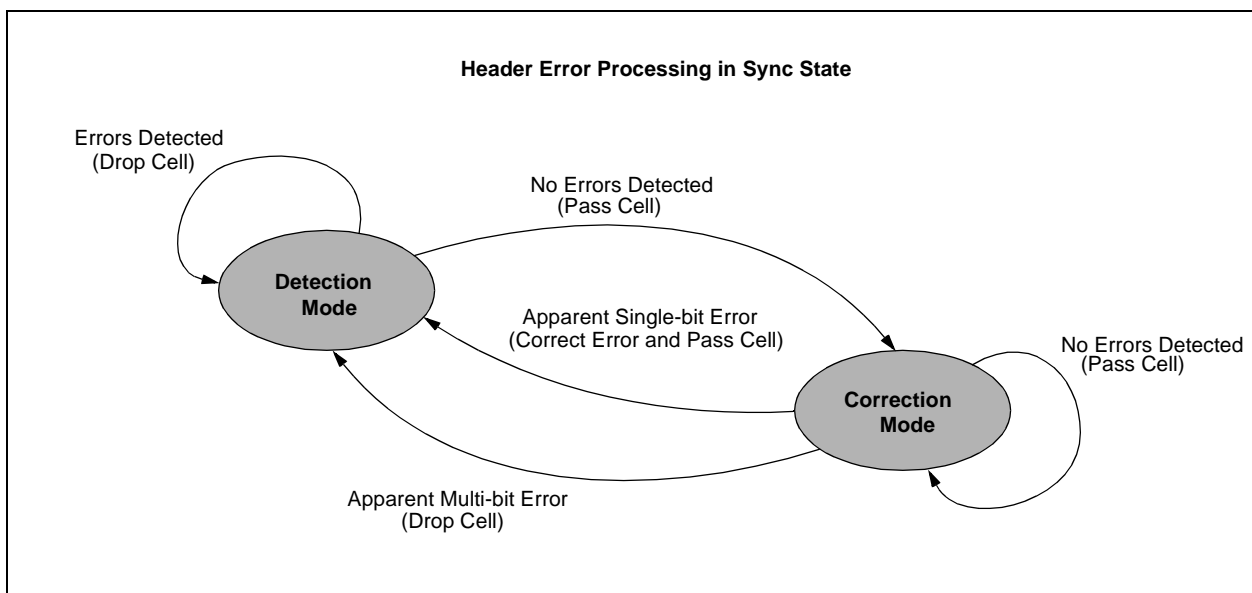 Header Error Processing in Sync State
Errors Detected
(Drop Cell)
No Errors Detected
(Pass Cell)
Detection
Mode
Apparent Single-bit Error
(Correct Error and Pass Cell)
No Errors Detected
(Pass Cell)
Correction
Mode
Apparent Multi-bit Error
(Drop Cell)